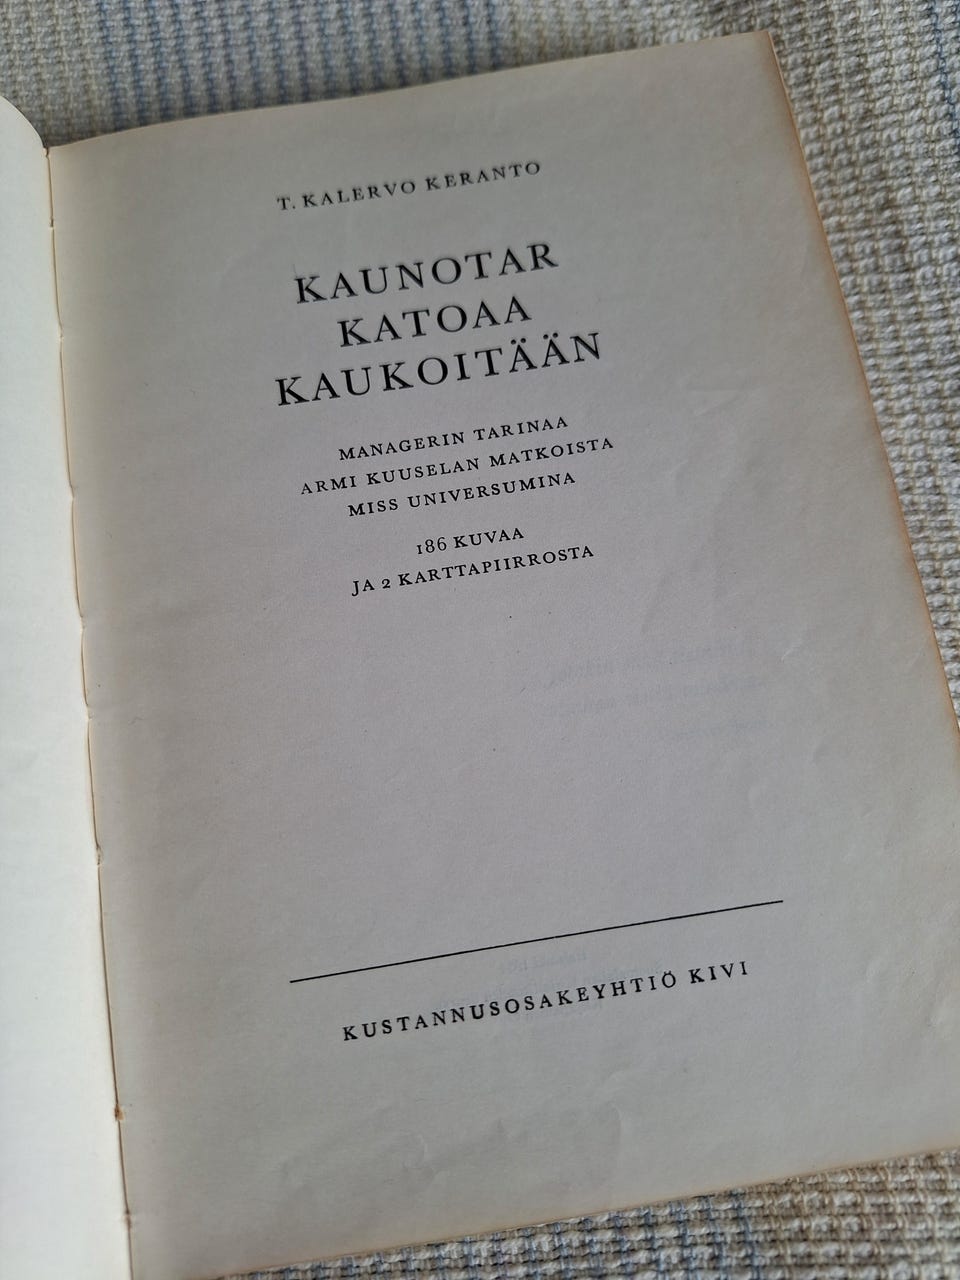 T. KALERVO KERANTO
KAUNOTAR
KATOAA
KAUKOITÄÄN
MANAGERIN TARINAA
ARMI KUUSELAN MATKOISTA
MISS UNIVERSUMINA
186 KUVAA
JA 2 KARTTAPIIRROSTA
KUSTANNUSOSAKEYHTIÖ KIVI